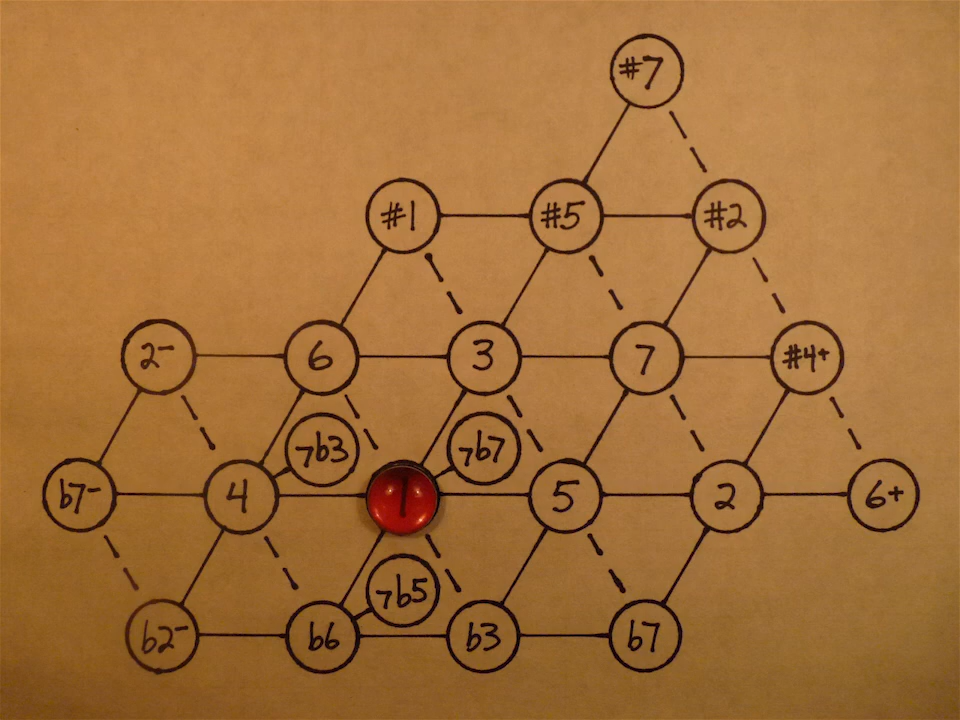 #7
#1 #5 #2
2- 6 3 7 #4+
7b3 7b7
b7- 4 1 5 2 6+
7b5
b2- b6 b3 b7